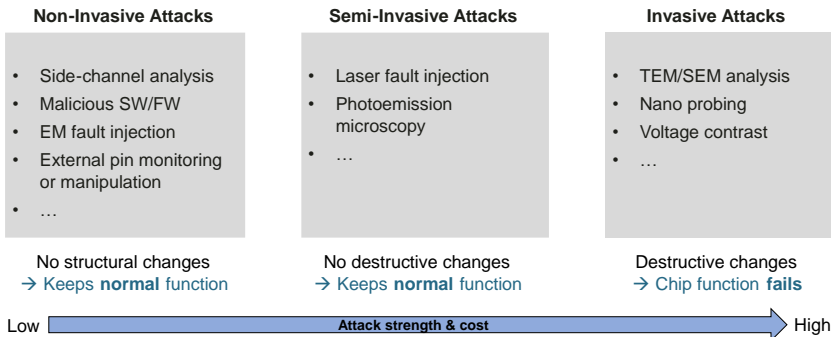 Non-Invasive Attacks
• Side-channel analysis
• Malicious SW/FW
• EM fault injection
• External pin monitoring
or manipulation
• …
No structural changes
→ Keeps normal function
Semi-Invasive Attacks
• Laser fault injection
• Photoemission
microscopy
• …
No destructive changes
→ Keeps normal function
Invasive Attacks
• TEM/SEM analysis
• Nano probing
• Voltage contrast
• …
Destructive changes
→ Chip function fails
Low
Attack strength & cost
High